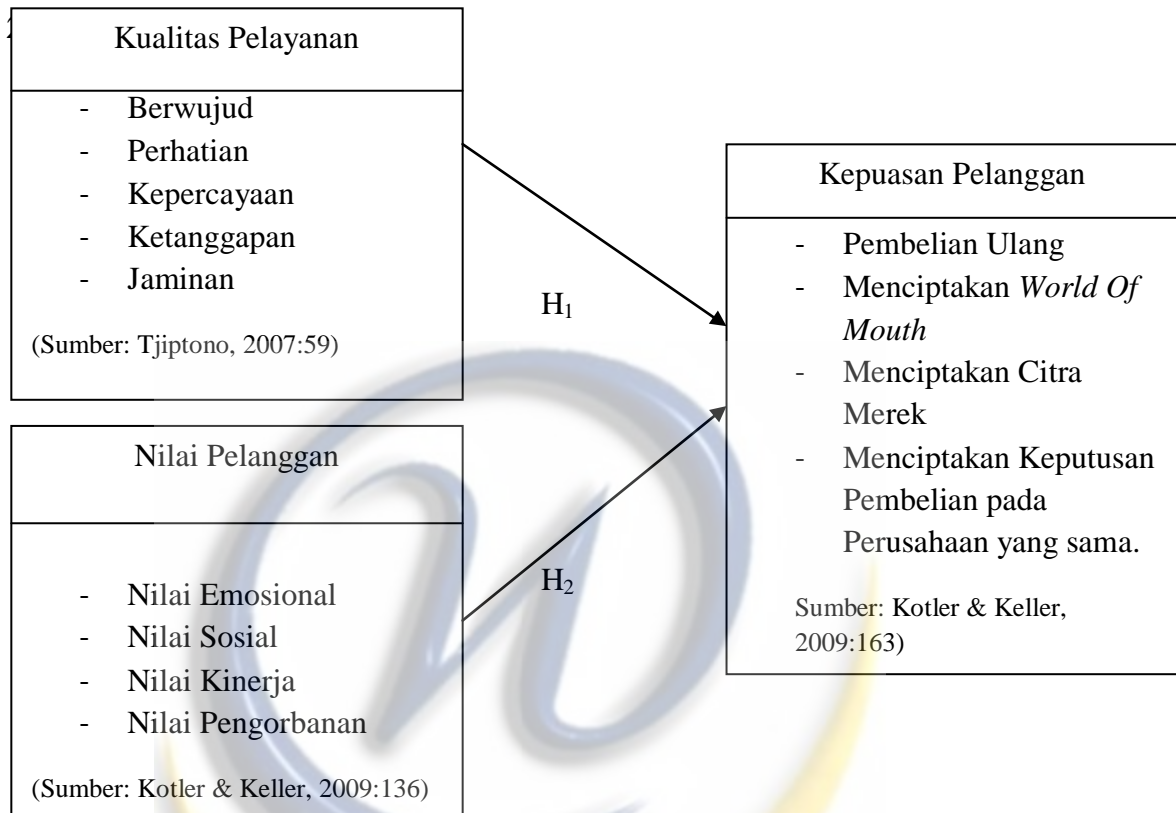 2
Kualitas Pelayanan
- Berwujud
- Perhatian
- Kepercayaan
- Ketanggapan
- Jaminan
(Sumber: Tjiptono, 2007:59)
Nilai Pelanggan
- Nilai Emosional
- Nilai Sosial
- Nilai Kinerja
- Nilai Pengorbanan
(Sumber: Kotler & Keller, 2009:136)
H₁
H₂
Kepuasan Pelanggan
- Pembelian Ulang
- Menciptakan World Of
Mouth
- Menciptakan Citra
Merek
- Menciptakan Keputusan
Pembelian pada
Perusahaan yang sama.
Sumber: Kotler & Keller,
2009:163)